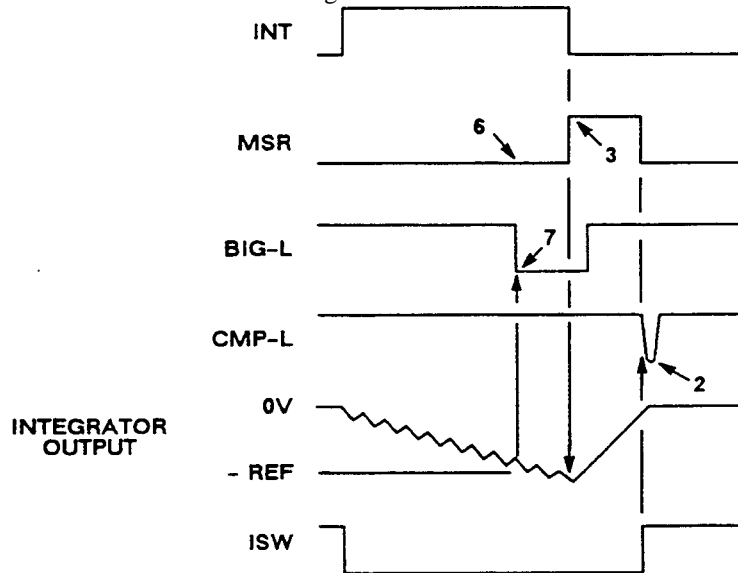 INT
MSR
6
3
BIG-L
7
CMP-L
2
0V
INTEGRATOR
OUTPUT
- REF
ISW